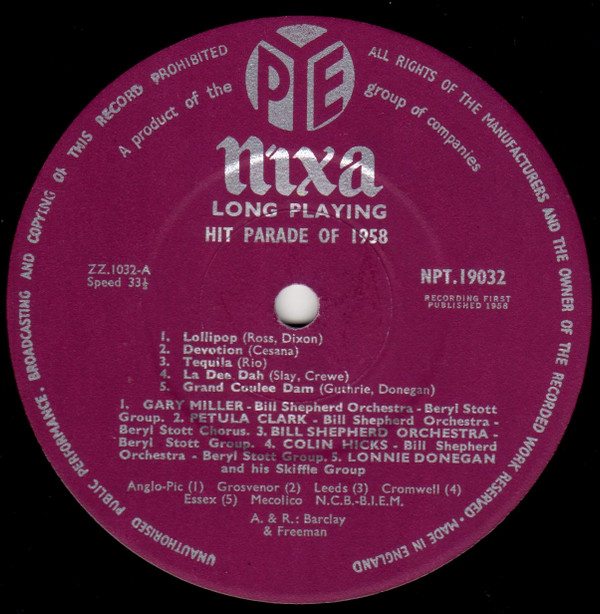 UNAUTHORISED PUBLIC PERFORMANCE · BROADCASTING AND COPYING OF THIS RECORD PROHIBITED
ALL RIGHTS OF THE MANUFACTURERS AND THE OWNER OF THE RECORDED WORK RESERVED · MADE IN ENGLAND
PYE
A product of the group of companies
nixa
LONG PLAYING
HIT PARADE OF 1958
ZZ.1032-A
Speed 33⅓
NPT.19032
RECORDING FIRST
PUBLISHED 1958
1. Lollipop (Ross, Dixon)
2. Devotion (Cesana)
3. Tequila (Rio)
4. La Dee Dah (Slay, Crewe)
5. Grand Coulee Dam (Guthrie, Donegan)
1. GARY MILLER - Bill Shepherd Orchestra - Beryl Stott
Group. 2. PETULA CLARK - Bill Shepherd Orchestra -
Beryl Stott Chorus. 3. BILL SHEPHERD ORCHESTRA -
Beryl Stott Group. 4. COLIN HICKS - Bill Shepherd
Orchestra - Beryl Stott Group. 5. LONNIE DONEGAN
and his Skiffle Group
Anglo-Pic (1) Grosvenor (2) Leeds (3) Cromwell (4)
Essex (5) Mecolico N.C.B.-B.I.E.M.
A. & R.: Barclay
& Freeman